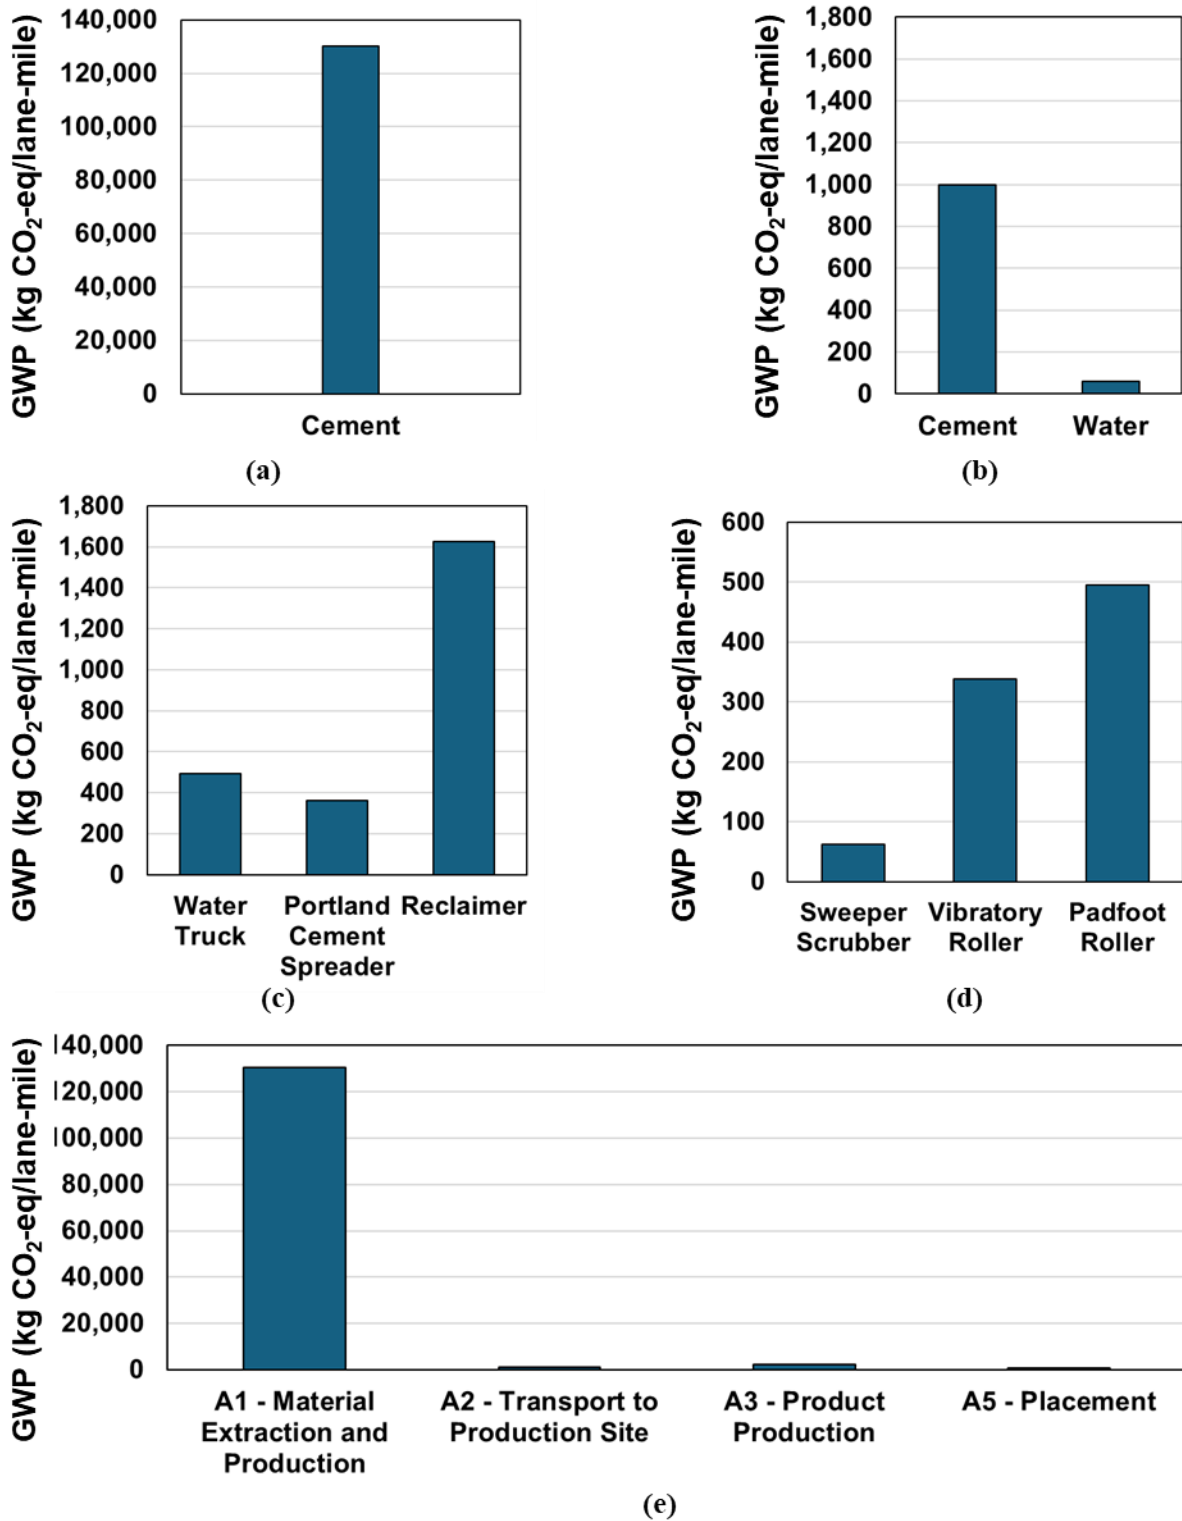 GWP (kg CO2-eq/lane-mile)
140,000
120,000
100,000
80,000
60,000
40,000
20,000
0
Cement
(a)
GWP (kg CO2-eq/lane-mile)
1,800
1,600
1,400
1,200
1,000
800
600
400
200
0
Cement Water
(b)
GWP (kg CO2-eq/lane-mile)
1,800
1,600
1,400
1,200
1,000
800
600
400
200
0
Water
Truck
Portland
Cement
Spreader
Reclaimer
(c)
GWP (kg CO2-eq/lane-mile)
600
500
400
300
200
100
0
Sweeper
Scrubber
Vibratory
Roller
Padfoot
Roller
(d)
GWP (kg CO2-eq/lane-mile)
140,000
120,000
100,000
80,000
60,000
40,000
20,000
0
A1 - Material
Extraction and
Production
A2 - Transport to
Production Site
A3 - Product
Production
A5 - Placement
(e)